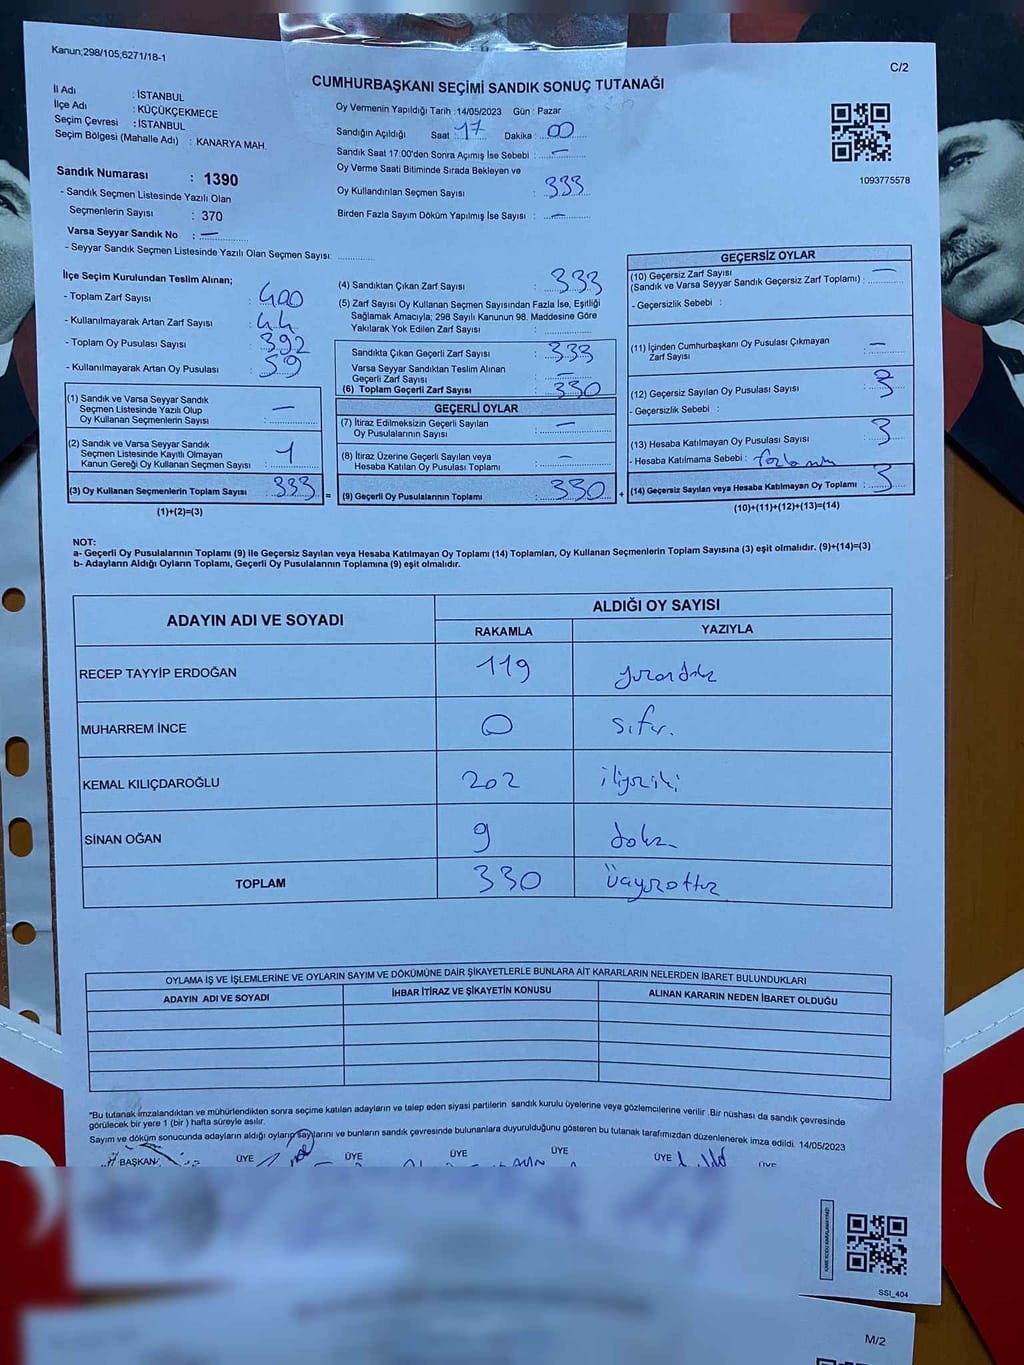 Kanun;298/105;6271/18-1
C/2
CUMHURBAŞKANI SEÇİMİ SANDIK SONUÇ TUTANAĞI
İl Adı : İSTANBUL
İlçe Adı : KÜÇÜKÇEKMECE
Seçim Çevresi : İSTANBUL
Seçim Bölgesi (Mahalle Adı) : KANARYA MAH.
Sandık Numarası : 1390
- Sandık Seçmen Listesinde Yazılı Olan
Seçmenlerin Sayısı : 370
Varsa Seyyar Sandık No : —
- Seyyar Sandık Seçmen Listesinde Yazılı Olan Seçmen Sayısı:
Oy Vermenin Yapıldığı Tarih :14/05/2023 Gün : Pazar
Sandığın Açıldığı Saat : 17 Dakika : 00
Sandık Saat 17:00'den Sonra Açımış İse Sebebi : —
Oy Verme Saati Bitiminde Sırada Bekleyen ve
Oy Kullandırılan Seçmen Sayısı : 333
Birden Fazla Sayım Döküm Yapılmış İse Sayısı : —
1093775578
İlçe Seçim Kurulundan Teslim Alınan;
- Toplam Zarf Sayısı : 400
- Kullanılmayarak Artan Zarf Sayısı : 44
- Toplam Oy Pusulası Sayısı : 392
- Kullanılmayarak Artan Oy Pusulası : 59
(1) Sandık ve Varsa Seyyar Sandık
Seçmen Listesinde Yazılı Olup
Oy Kullanan Seçmenlerin Sayısı : —
(2) Sandık ve Varsa Seyyar Sandık
Seçmen Listesinde Kayıtlı Olmayan
Kanun Gereği Oy Kullanan Seçmen Sayısı : 1
(3) Oy Kullanan Seçmenlerin Toplam Sayısı : 333 =
(1)+(2)=(3)
(4) Sandıktan Çıkan Zarf Sayısı : 333
(5) Zarf Sayısı Oy Kullanan Seçmen Sayısından Fazla İse, Eşitliği
Sağlamak Amacıyla; 298 Sayılı Kanunun 98. Maddesine Göre
Yakılarak Yok Edilen Zarf Sayısı :
Sandıkta Çıkan Geçerli Zarf Sayısı : 333
Varsa Seyyar Sandıktan Teslim Alınan
Geçerli Zarf Sayısı : —
(6) Toplam Geçerli Zarf Sayısı : 330
GEÇERLİ OYLAR
(7) İtiraz Edilmeksizin Geçerli Sayılan
Oy Pusulalarının Sayısı : —
(8) İtiraz Üzerine Geçerli Sayılan veya
Hesaba Katılan Oy Pusulası Toplamı : —
(9) Geçerli Oy Pusulalarının Toplamı : 330 +
GEÇERSİZ OYLAR
(10) Geçersiz Zarf Sayısı
(Sandık ve Varsa Seyyar Sandık Geçersiz Zarf Toplamı) : —
- Geçersizlik Sebebi :
(11) İçinden Cumhurbaşkanı Oy Pusulası Çıkmayan
Zarf Sayısı : —
(12) Geçersiz Sayılan Oy Pusulası Sayısı : 3
- Geçersizlik Sebebi :
(13) Hesaba Katılmayan Oy Pusulası Sayısı : 3
- Hesaba Katılmama Sebebi :
(14) Geçersiz Sayılan veya Hesaba Katılmayan Oy Toplamı : 3
(10)+(11)+(12)+(13)=(14)
NOT:
a- Geçerli Oy Pusulalarının Toplamı (9) ile Geçersiz Sayılan veya Hesaba Katılmayan Oy Toplamı (14) Toplamları, Oy Kullanan Seçmenlerin Toplam Sayısına (3) eşit olmalıdır. (9)+(14)=(3)
b- Adayların Aldığı Oyların Toplamı, Geçerli Oy Pusulalarının Toplamına (9) eşit olmalıdır.
ADAYIN ADI VE SOYADI
ALDIĞI OY SAYISI
RAKAMLA YAZIYLA
RECEP TAYYİP ERDOĞAN 119
MUHARREM İNCE 0 sıfır.
KEMAL KILIÇDAROĞLU 202 ikiyüziki
SİNAN OĞAN 9 dokuz
TOPLAM 330 üçyüzottuz
OYLAMA İŞ VE İŞLEMLERİNE VE OYLARIN SAYIM VE DÖKÜMÜNE DAİR ŞİKAYETLERLE BUNLARA AİT KARARLARIN NELERDEN İBARET BULUNDUKLARI
ADAYIN ADI VE SOYADI İHBAR İTİRAZ VE ŞİKAYETİN KONUSU ALINAN KARARIN NEDEN İBARET OLDUĞU
"Bu tutanak imzalandıktan ve mühürlendikten sonra seçime katılan adayların ve talep eden siyasi partilerin sandık kurulu üyelerine veya gözlemcilerine verilir .Bir nüshası da sandık çevresinde
görülecek bir yere 1 (bir ) hafta süreyle asılır.
Sayım ve döküm sonucunda adayların aldığı oyların sayılarını ve bunların sandık çevresinde bulunanlara duyurulduğunu gösteren bu tutanak tarafımızdan düzenlenerek imza edildi. 14/05/2023
BAŞKAN ÜYE ÜYE ÜYE ÜYE ÜYE ÜYE
SSI_404
M/2